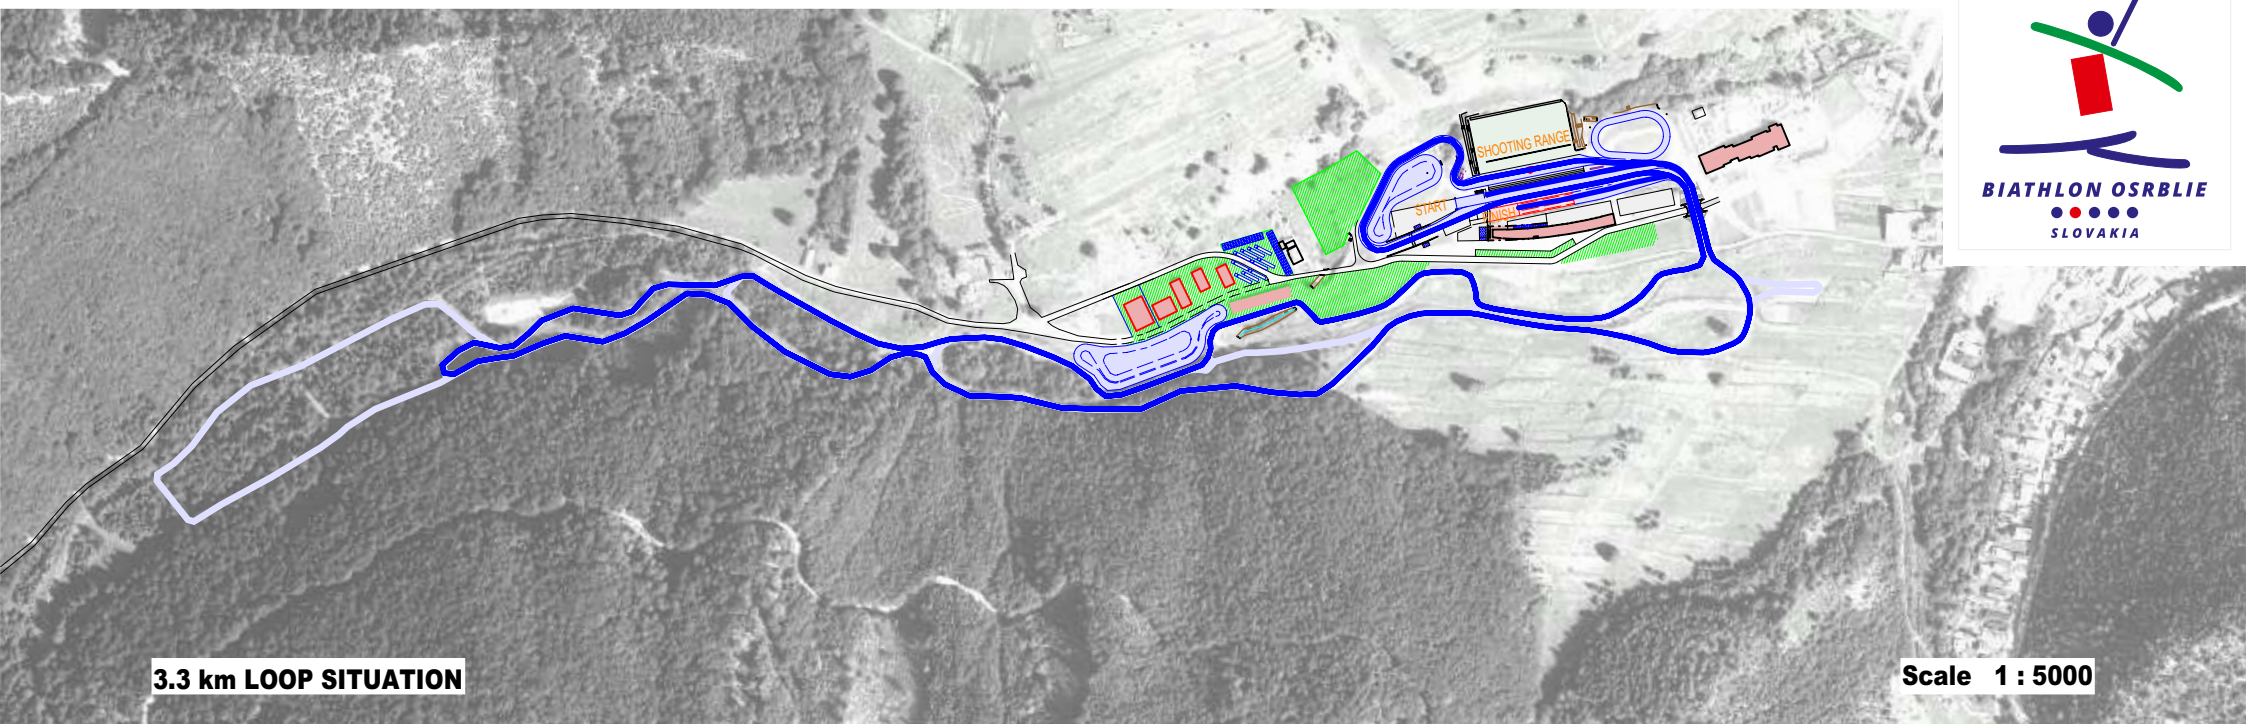 SHOOTING RANGE
START
FINISH
BIATHLON OSRBLIE
SLOVAKIA
3.3 km LOOP SITUATION
Scale 1 : 5000